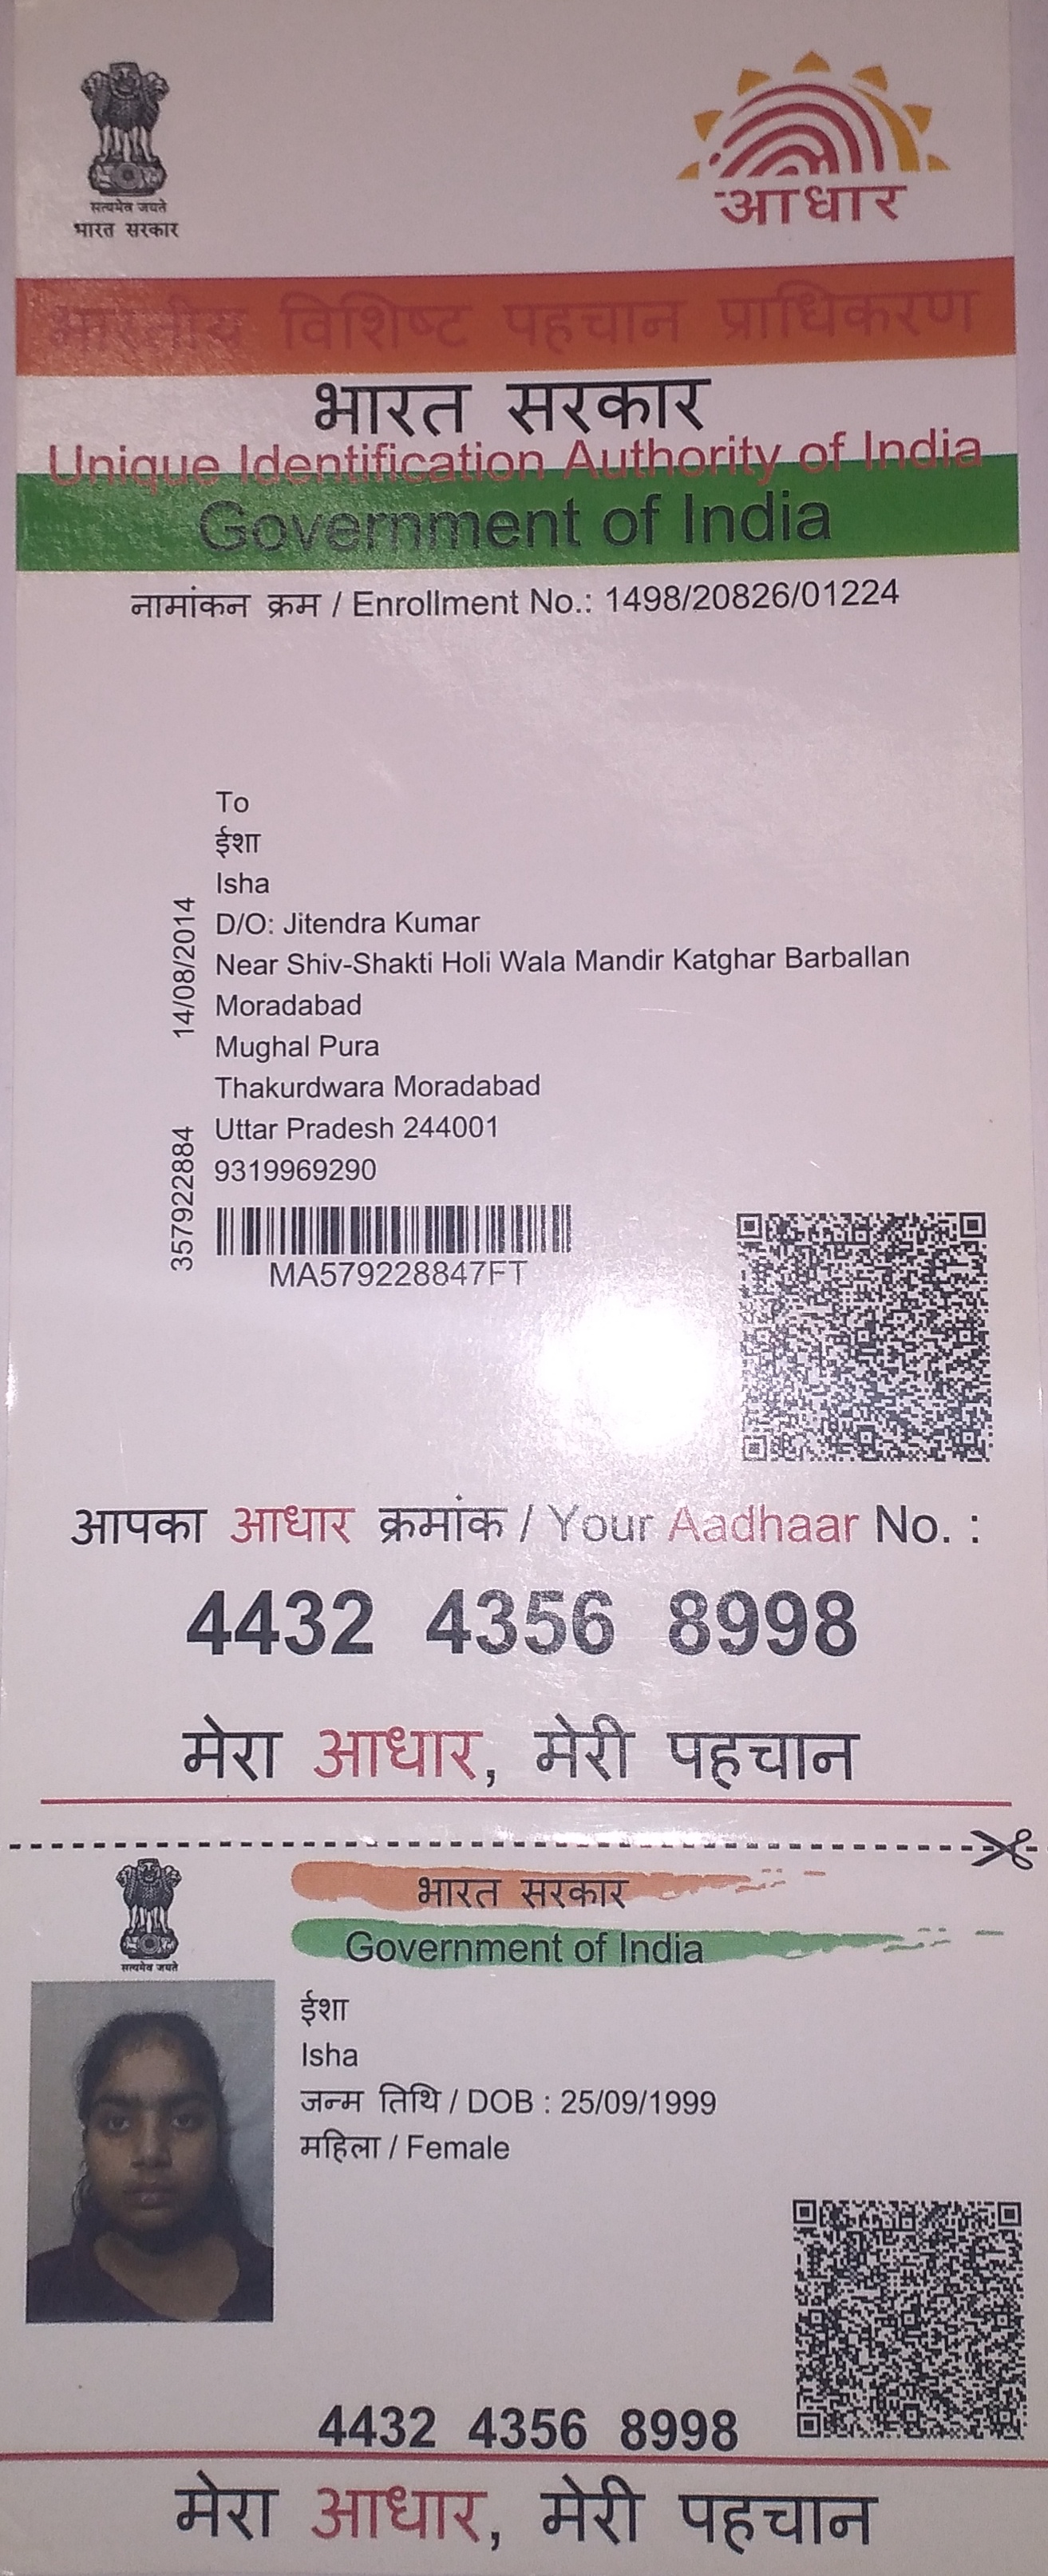 सत्यमेव जयते
भारत सरकार
आधार
भारतीय विशिष्ट पहचान प्राधिकरण
भारत सरकार
Unique Identification Authority of India
Government of India
नामांकन क्रम / Enrollment No.: 1498/20826/01224
To
ईशा
Isha
D/O: Jitendra Kumar
Near Shiv-Shakti Holi Wala Mandir Katghar Barballan
Moradabad
Mughal Pura
Thakurdwara Moradabad
Uttar Pradesh 244001
9319969290
14/08/2014
357922884
MA579228847FT
आपका आधार क्रमांक / Your Aadhaar No. :
4432 4356 8998
मेरा आधार, मेरी पहचान
भारत सरकार
Government of India
सत्यमेव जयते
ईशा
Isha
जन्म तिथि / DOB : 25/09/1999
महिला / Female
4432 4356 8998
मेरा आधार, मेरी पहचान